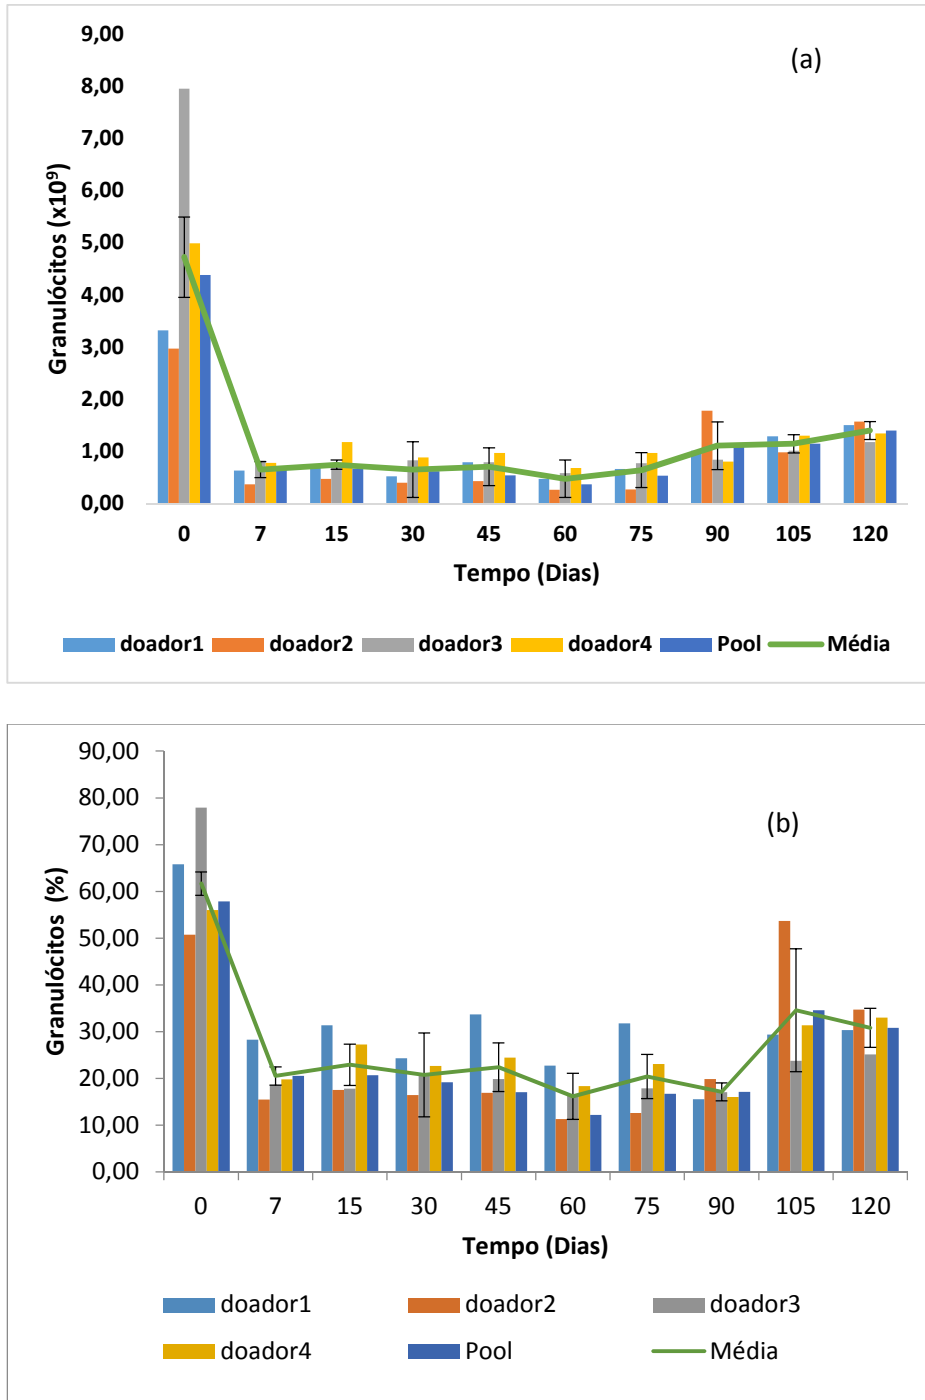 9,00
(a)
8,00
7,00
6,00
5,00
4,00
3,00
2,00
1,00
0,00
Granulócitos (x10⁹)
0 7 15 30 45 60 75 90 105 120
Tempo (Dias)
doador1 doador2 doador3 doador4 Pool Média
90,00
80,00
(b)
70,00
60,00
50,00
40,00
30,00
20,00
10,00
0,00
Granulócitos (%)
0 7 15 30 45 60 75 90 105 120
Tempo (Dias)
doador1 doador2 doador3
doador4 Pool Média